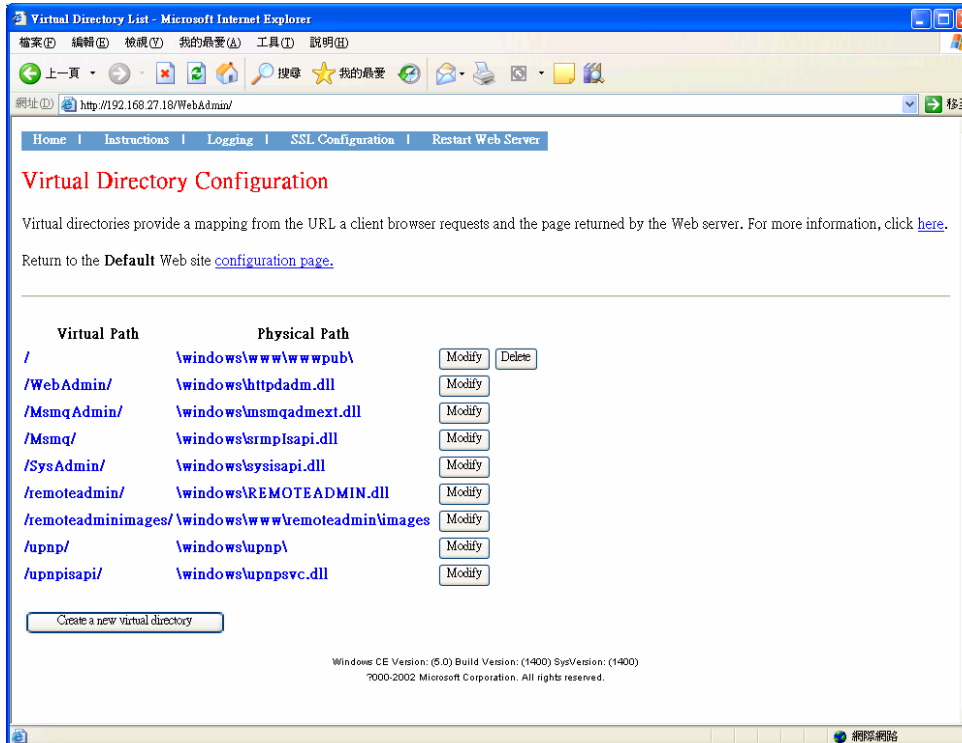 Virtual Directory List - Microsoft Internet Explorer
檔案(F) 編輯(E) 檢視(V) 我的最愛(A) 工具(T) 說明(H)
上一頁 搜尋 我的最愛
網址(D) http://192.168.27.18/WebAdmin/ 移至
Home | Instructions | Logging | SSL Configuration | Restart Web Server
Virtual Directory Configuration
Virtual directories provide a mapping from the URL a client browser requests and the page returned by the Web server. For more information, click here.
Return to the Default Web site configuration page.
Virtual Path Physical Path
/ \windows\www\wwwpub\ Modify Delete
/WebAdmin/ \windows\httpdadm.dll Modify
/MsmqAdmin/ \windows\msmqadmext.dll Modify
/Msmq/ \windows\srmpIsapi.dll Modify
/SysAdmin/ \windows\sysisapi.dll Modify
/remoteadmin/ \windows\REMOTEADMIN.dll Modify
/remoteadminimages/ \windows\www\remoteadmin\images Modify
/upnp/ \windows\upnp\ Modify
/upnpisapi/ \windows\upnpsvc.dll Modify
Create a new virtual directory
Windows CE Version: (5.0) Build Version: (1400) SysVersion: (1400)
?000-2002 Microsoft Corporation. All rights reserved.
網際網路